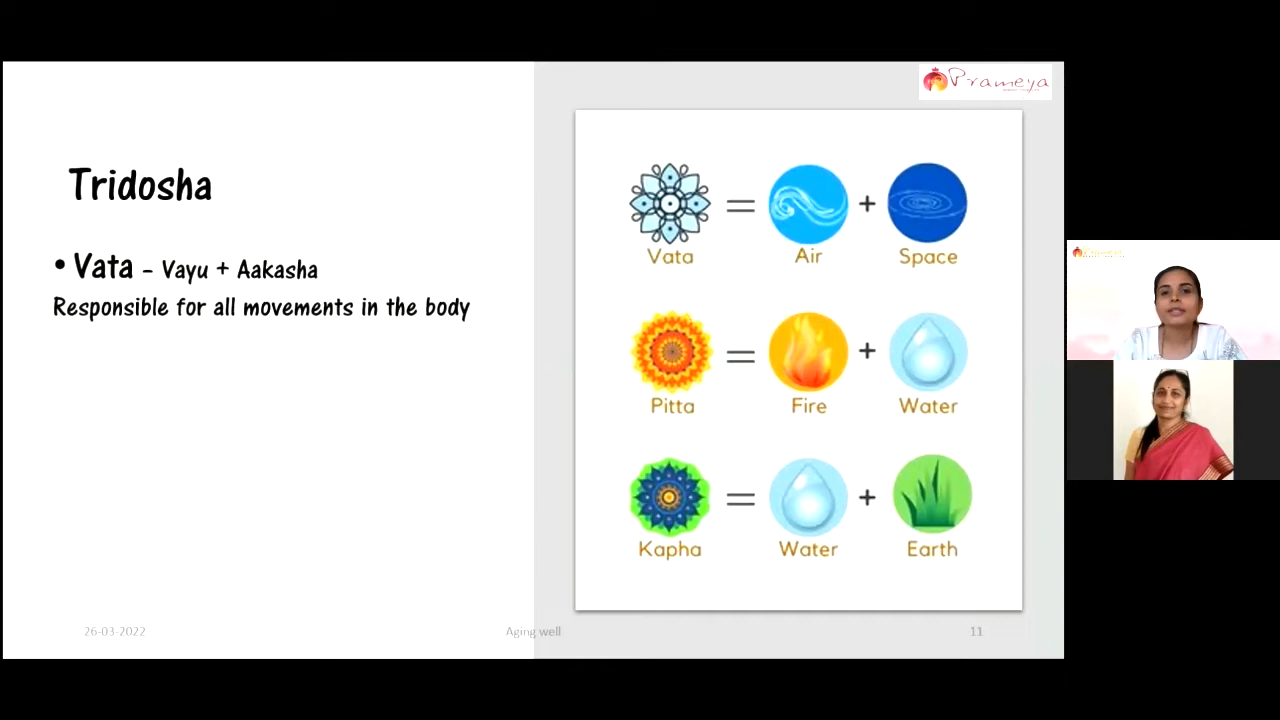 Prameya
Tridosha
• Vata – Vayu + Aakasha
Responsible for all movements in the body
Vata = Air + Space
Pitta = Fire + Water
Kapha = Water + Earth
26-03-2022
Aging well
11